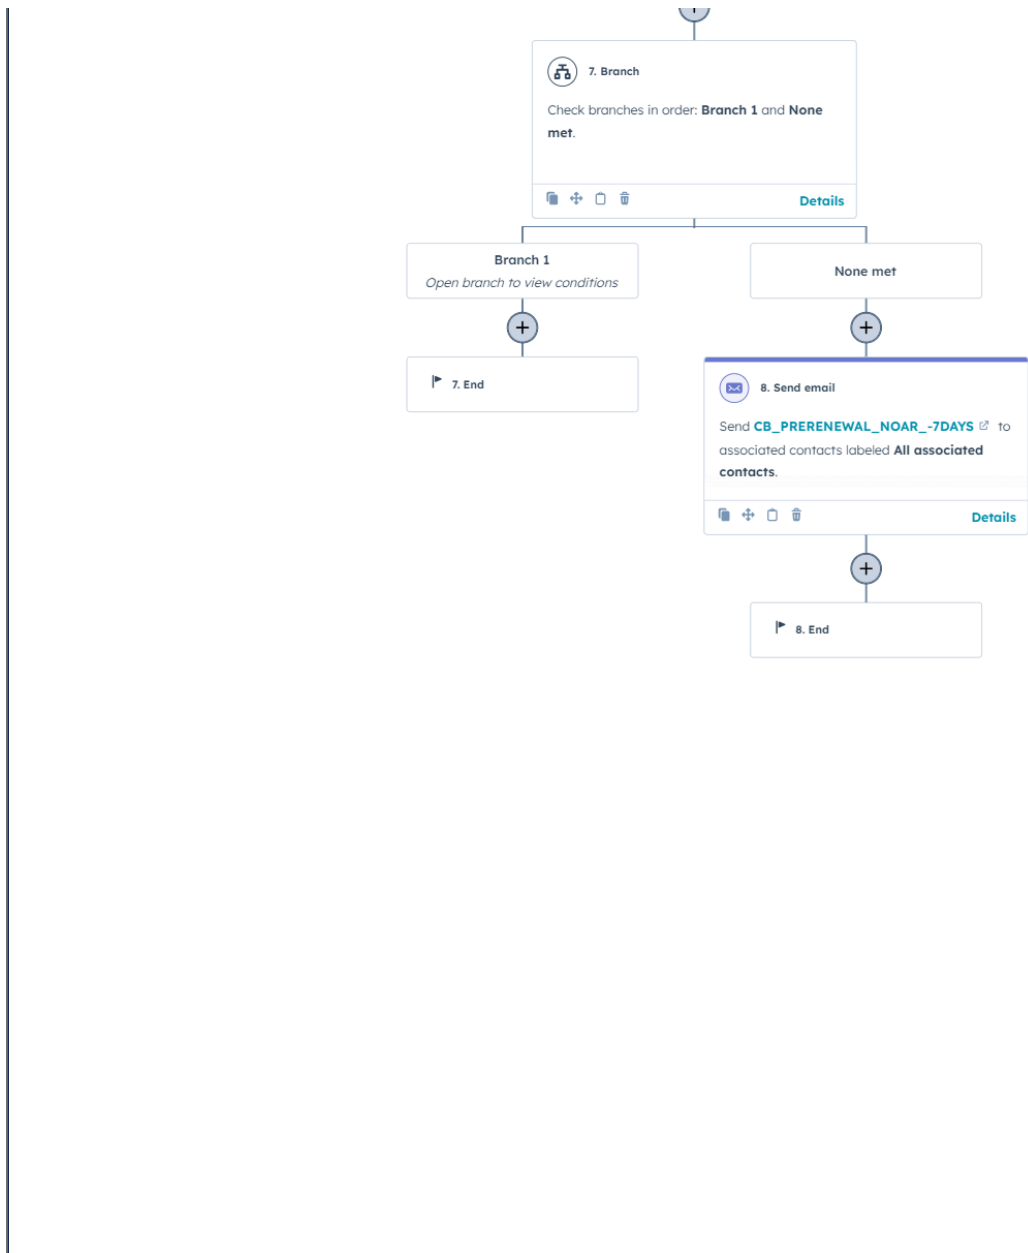 7. Branch
Check branches in order: Branch 1 and None
met.
Details
Branch 1
Open branch to view conditions
None met
7. End
8. Send email
Send CB_PRERENEWAL_NOAR_-7DAYS to
associated contacts labeled All associated
contacts.
Details
8. End